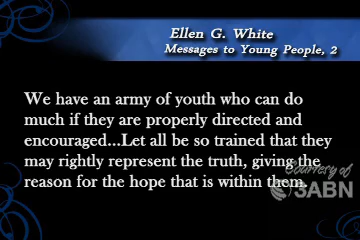 Ellen G. White
Messages to Young People, 2
We have an army of youth who can do
much if they are properly directed and
encouraged...Let all be so trained that they
may rightly represent the truth, giving the
reason for the hope that is within them.
Courtesy of
3ABN